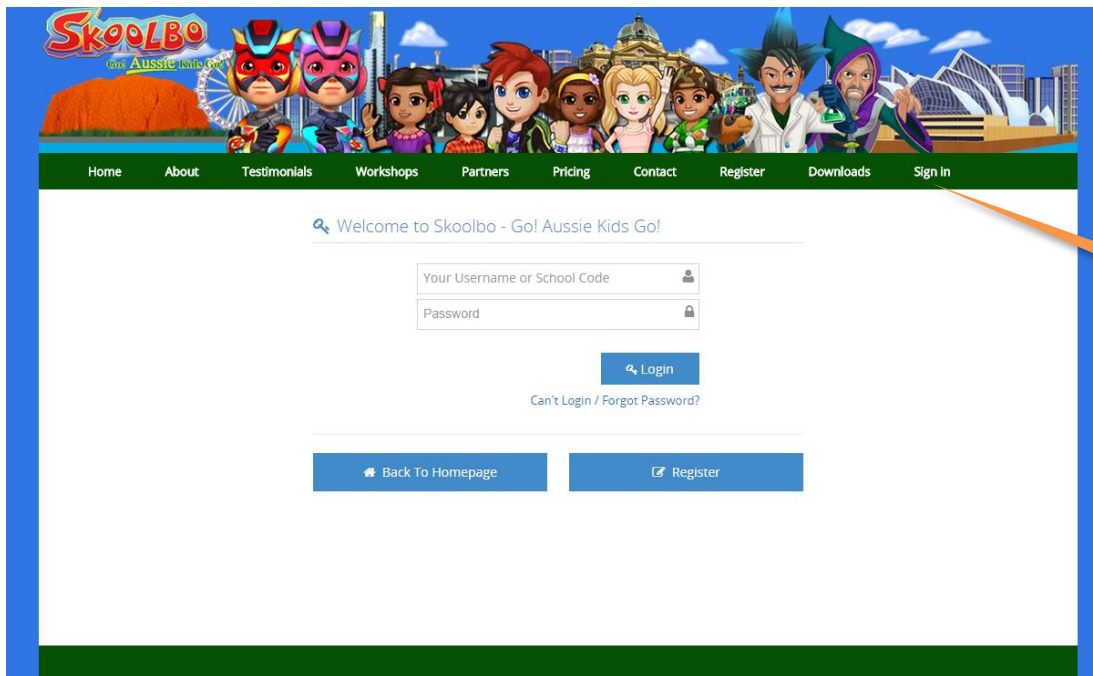 SKOOLBO
Go! Aussie Kids Go!
Home About Testimonials Workshops Partners Pricing Contact Register Downloads Sign In
Welcome to Skoolbo - Go! Aussie Kids Go!
Your Username or School Code
Password
Login
Can't Login / Forgot Password?
Back To Homepage Register